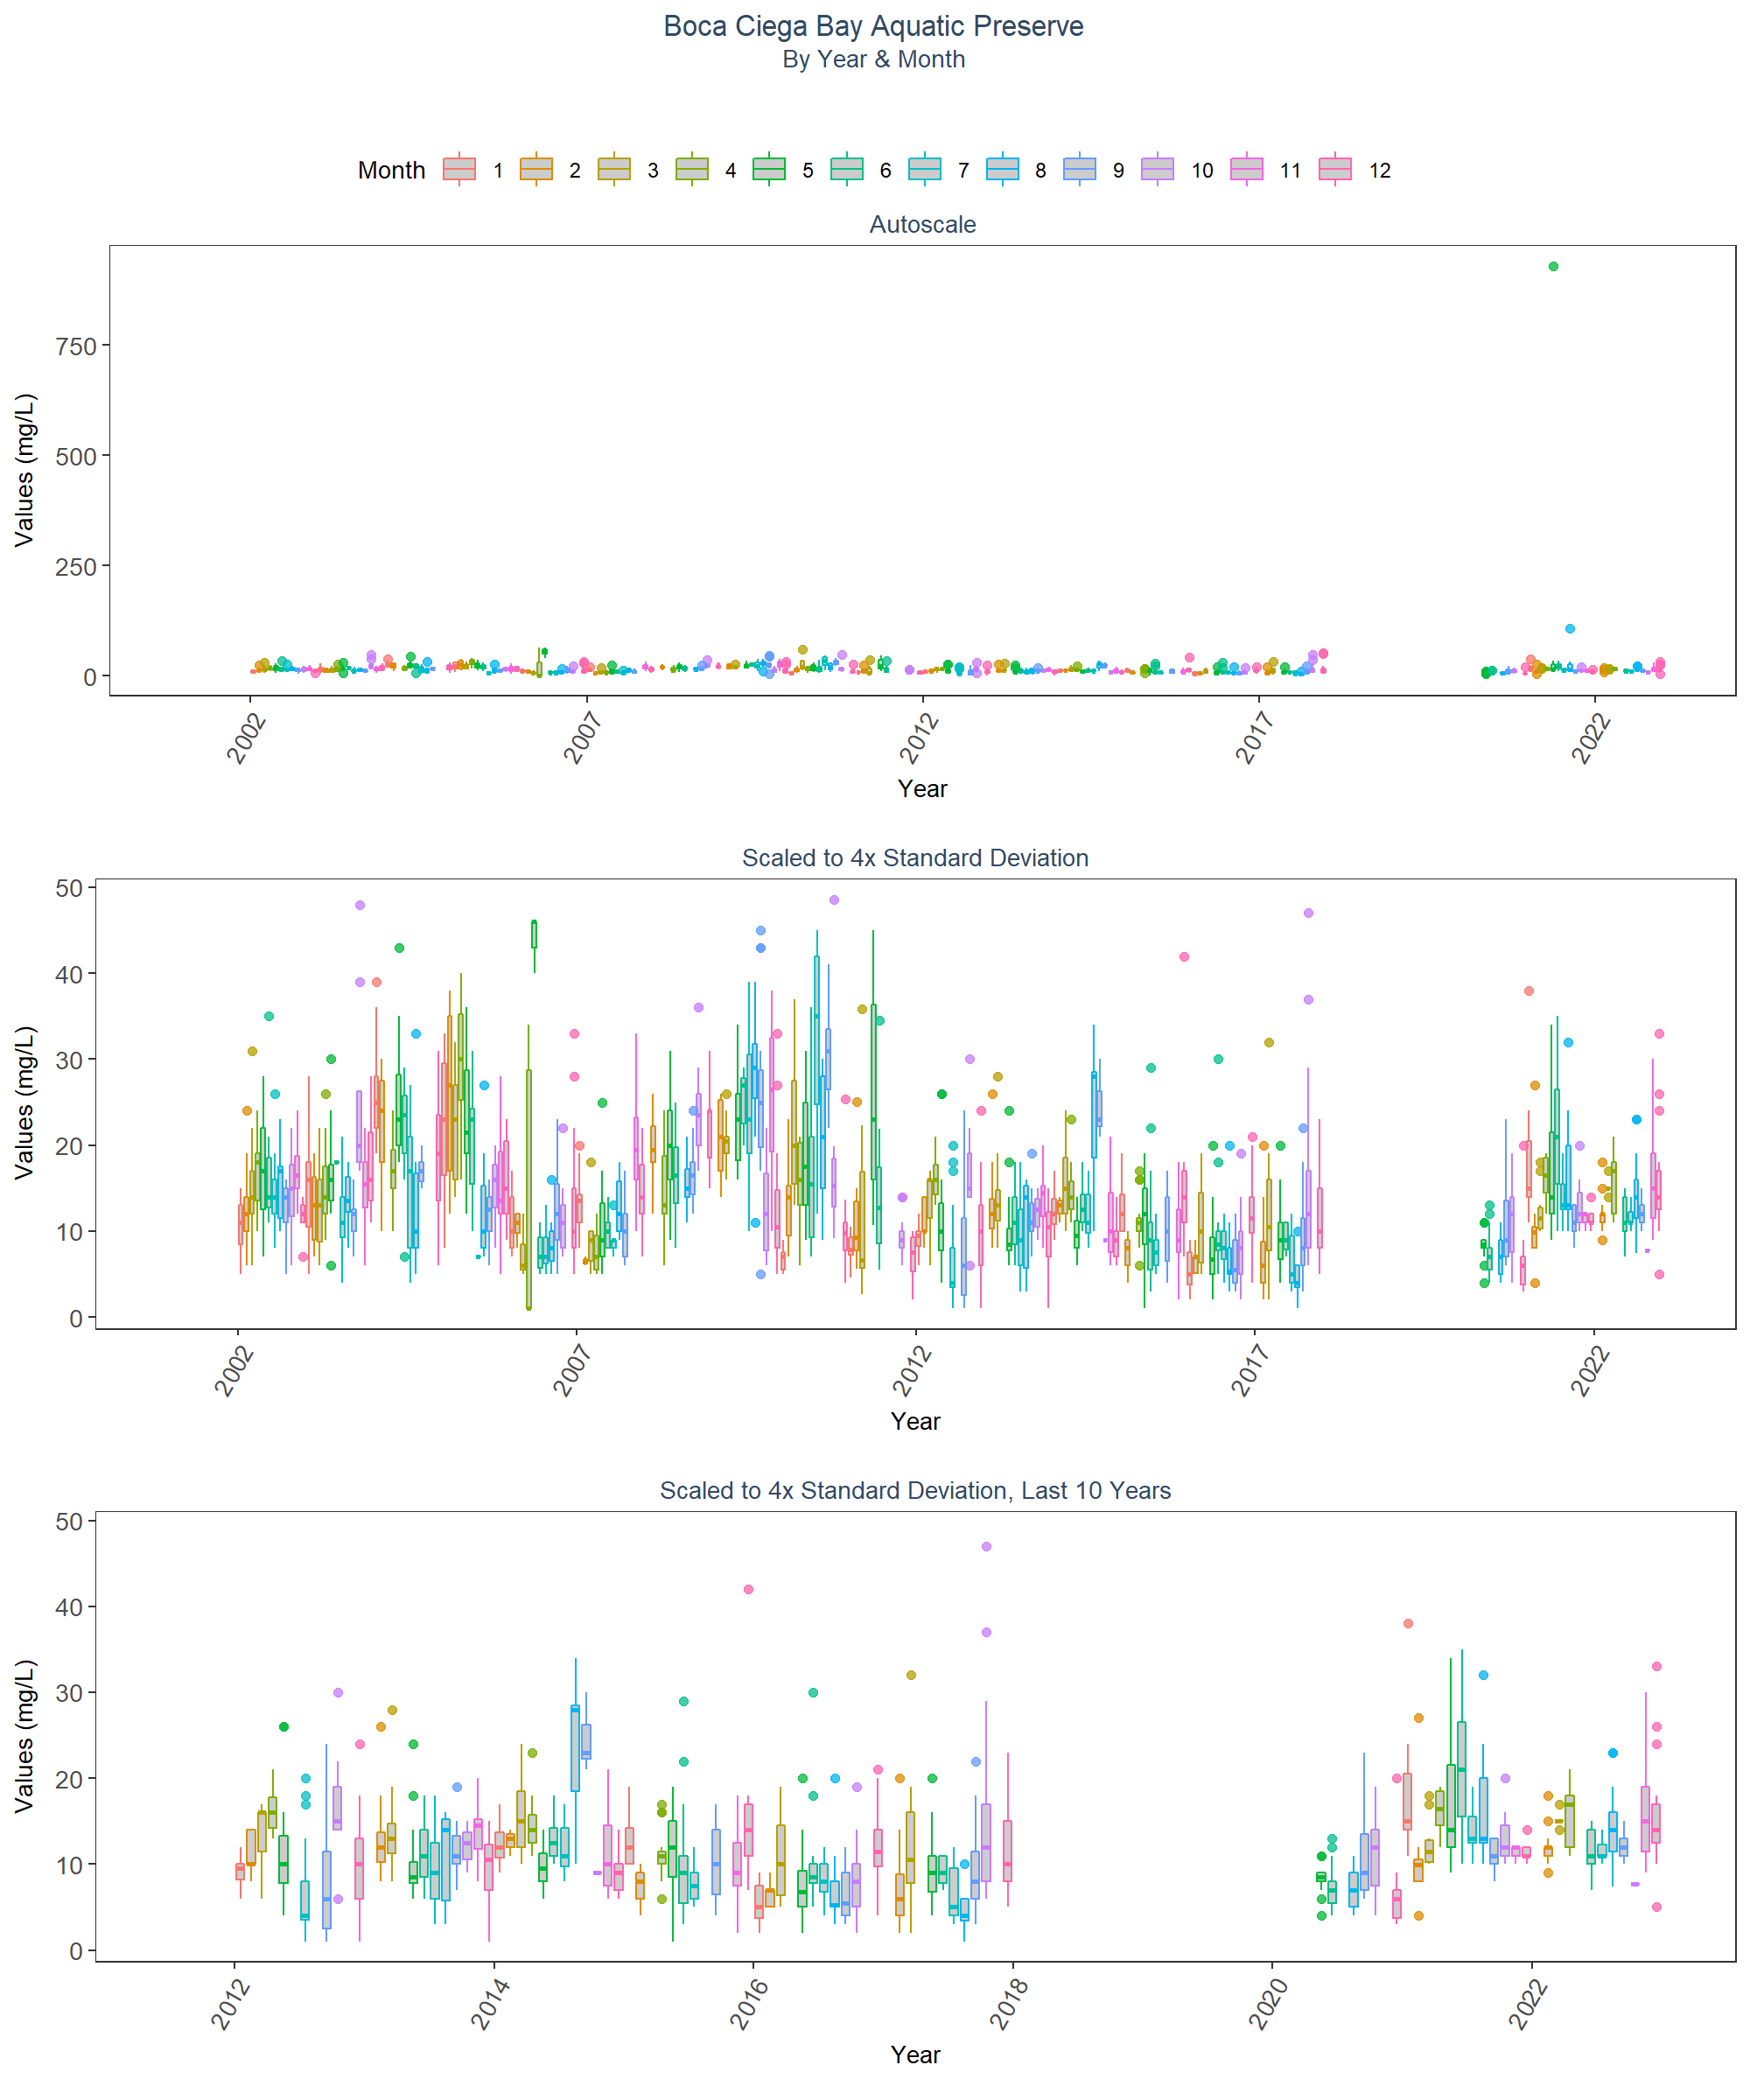 Boca Ciega Bay Aquatic Preserve
By Year & Month
Month 1 2 3 4 5 6 7 8 9 10 11 12
Autoscale
Values (mg/L)
750
500
250
0
2002 2007 2012 2017 2022
Year
Scaled to 4x Standard Deviation
Values (mg/L)
50
40
30
20
10
0
2002 2007 2012 2017 2022
Year
Scaled to 4x Standard Deviation, Last 10 Years
Values (mg/L)
50
40
30
20
10
0
2012 2014 2016 2018 2020 2022
Year